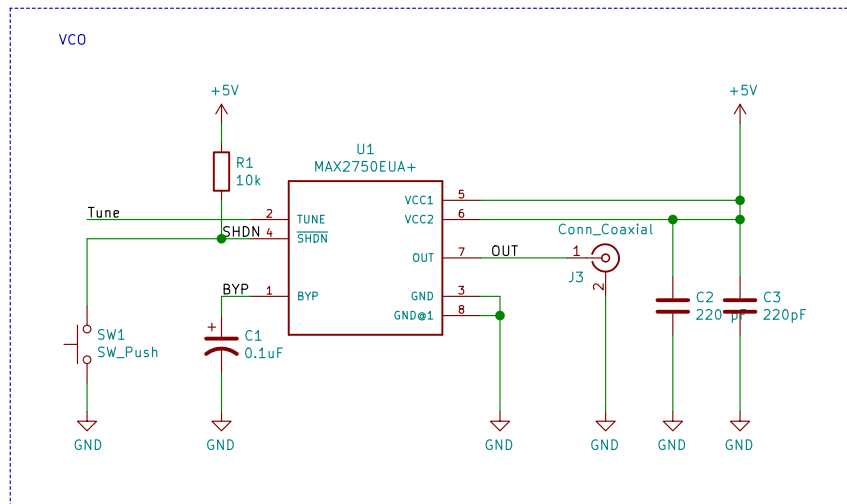 VCO
+5V
+5V
U1
MAX2750EUA+
R1
10k
5
VCC1
6
VCC2
Tune
2
TUNE
SHDN
4
SHDN
Conn_Coaxial
7
OUT
OUT
1
J3
2
BYP
1
BYP
3
GND
8
GND@1
C2
220 pF
C3
220pF
SW1
SW_Push
+
C1
0.1uF
GND
GND
GND
GND
GND
GND